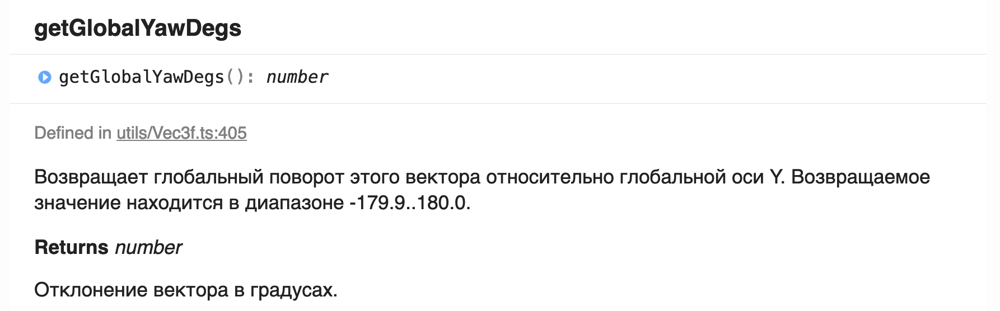 getGlobalYawDegs
getGlobalYawDegs(): number
Defined in utils/Vec3f.ts:405
Возвращает глобальный поворот этого вектора относительно глобальной оси Y. Возвращаемое
значение находится в диапазоне -179.9..180.0.
Returns number
Отклонение вектора в градусах.